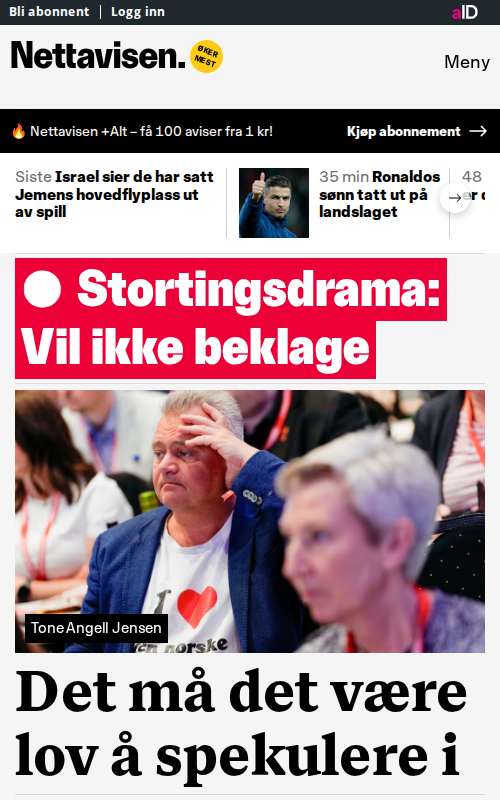 Bli abonnent | Logg inn
aID
Nettavisen.
ØKER
MEST
Meny
🔥 Nettavisen +Alt – få 100 aviser fra 1 kr!
Kjøp abonnement →
Siste Israel sier de har satt
Jemens hovedflyplass ut
av spill
35 min Ronaldos
sønn tatt ut på
landslaget
48
Stortingsdrama:
Vil ikke beklage
I ❤
norske
Tone Angell Jensen
Det må det være
lov å spekulere i